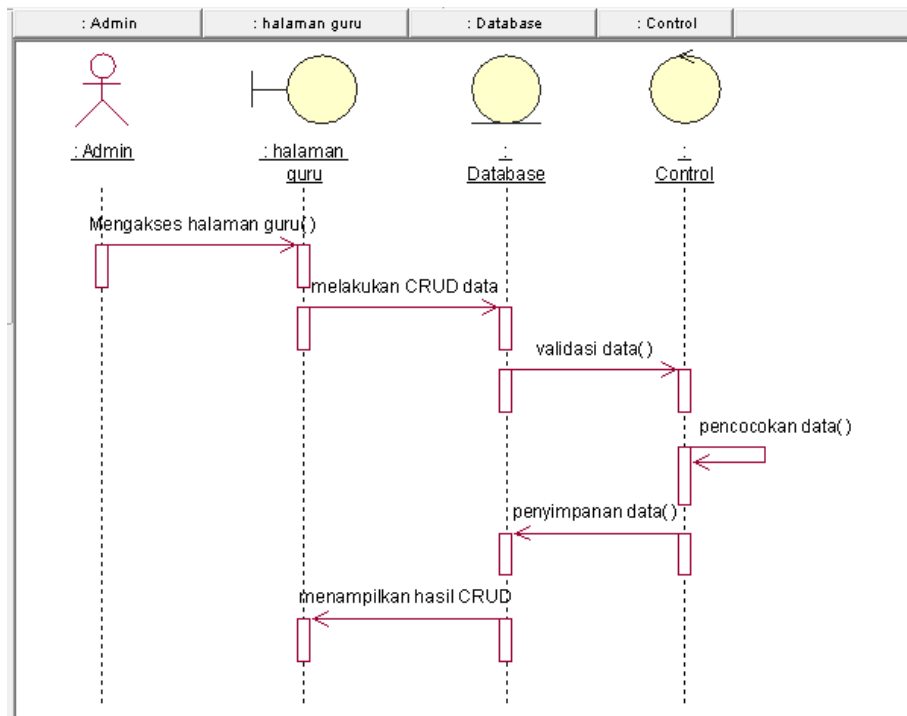 : Admin
: halaman guru
: Database
: Control
: Admin
: halaman
guru
:
Database
:
Control
Mengakses halaman guru()
melakukan CRUD data
validasi data()
pencocokan data()
penyimpanan data()
menampilkan hasil CRUD